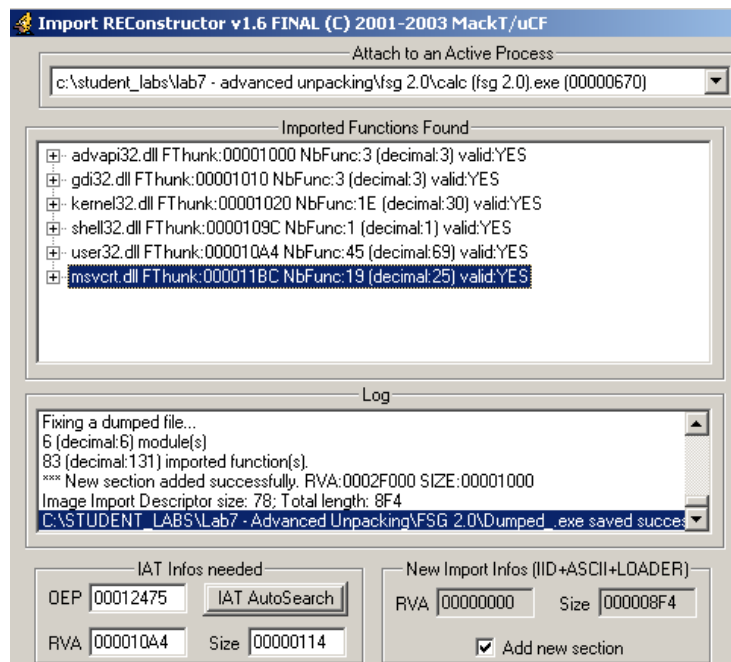 Import REConstructor v1.6 FINAL (C) 2001-2003 MackT/uCF
Attach to an Active Process
c:\student_labs\lab7 - advanced unpacking\fsg 2.0\calc (fsg 2.0).exe (00000670)
Imported Functions Found
advapi32.dll FThunk:00001000 NbFunc:3 (decimal:3) valid:YES
gdi32.dll FThunk:00001010 NbFunc:3 (decimal:3) valid:YES
kernel32.dll FThunk:00001020 NbFunc:1E (decimal:30) valid:YES
shell32.dll FThunk:0000109C NbFunc:1 (decimal:1) valid:YES
user32.dll FThunk:000010A4 NbFunc:45 (decimal:69) valid:YES
msvcrt.dll FThunk:000011BC NbFunc:19 (decimal:25) valid:YES
Log
Fixing a dumped file...
6 (decimal:6) module(s)
83 (decimal:131) imported function(s).
*** New section added successfully. RVA:0002F000 SIZE:00001000
Image Import Descriptor size: 78; Total length: 8F4
C:\STUDENT_LABS\Lab7 - Advanced Unpacking\FSG 2.0\Dumped_.exe saved succes
IAT Infos needed
OEP 00012475 IAT AutoSearch
RVA 000010A4 Size 00000114
New Import Infos (IID+ASCII+LOADER)
RVA 00000000 Size 000008F4
Add new section